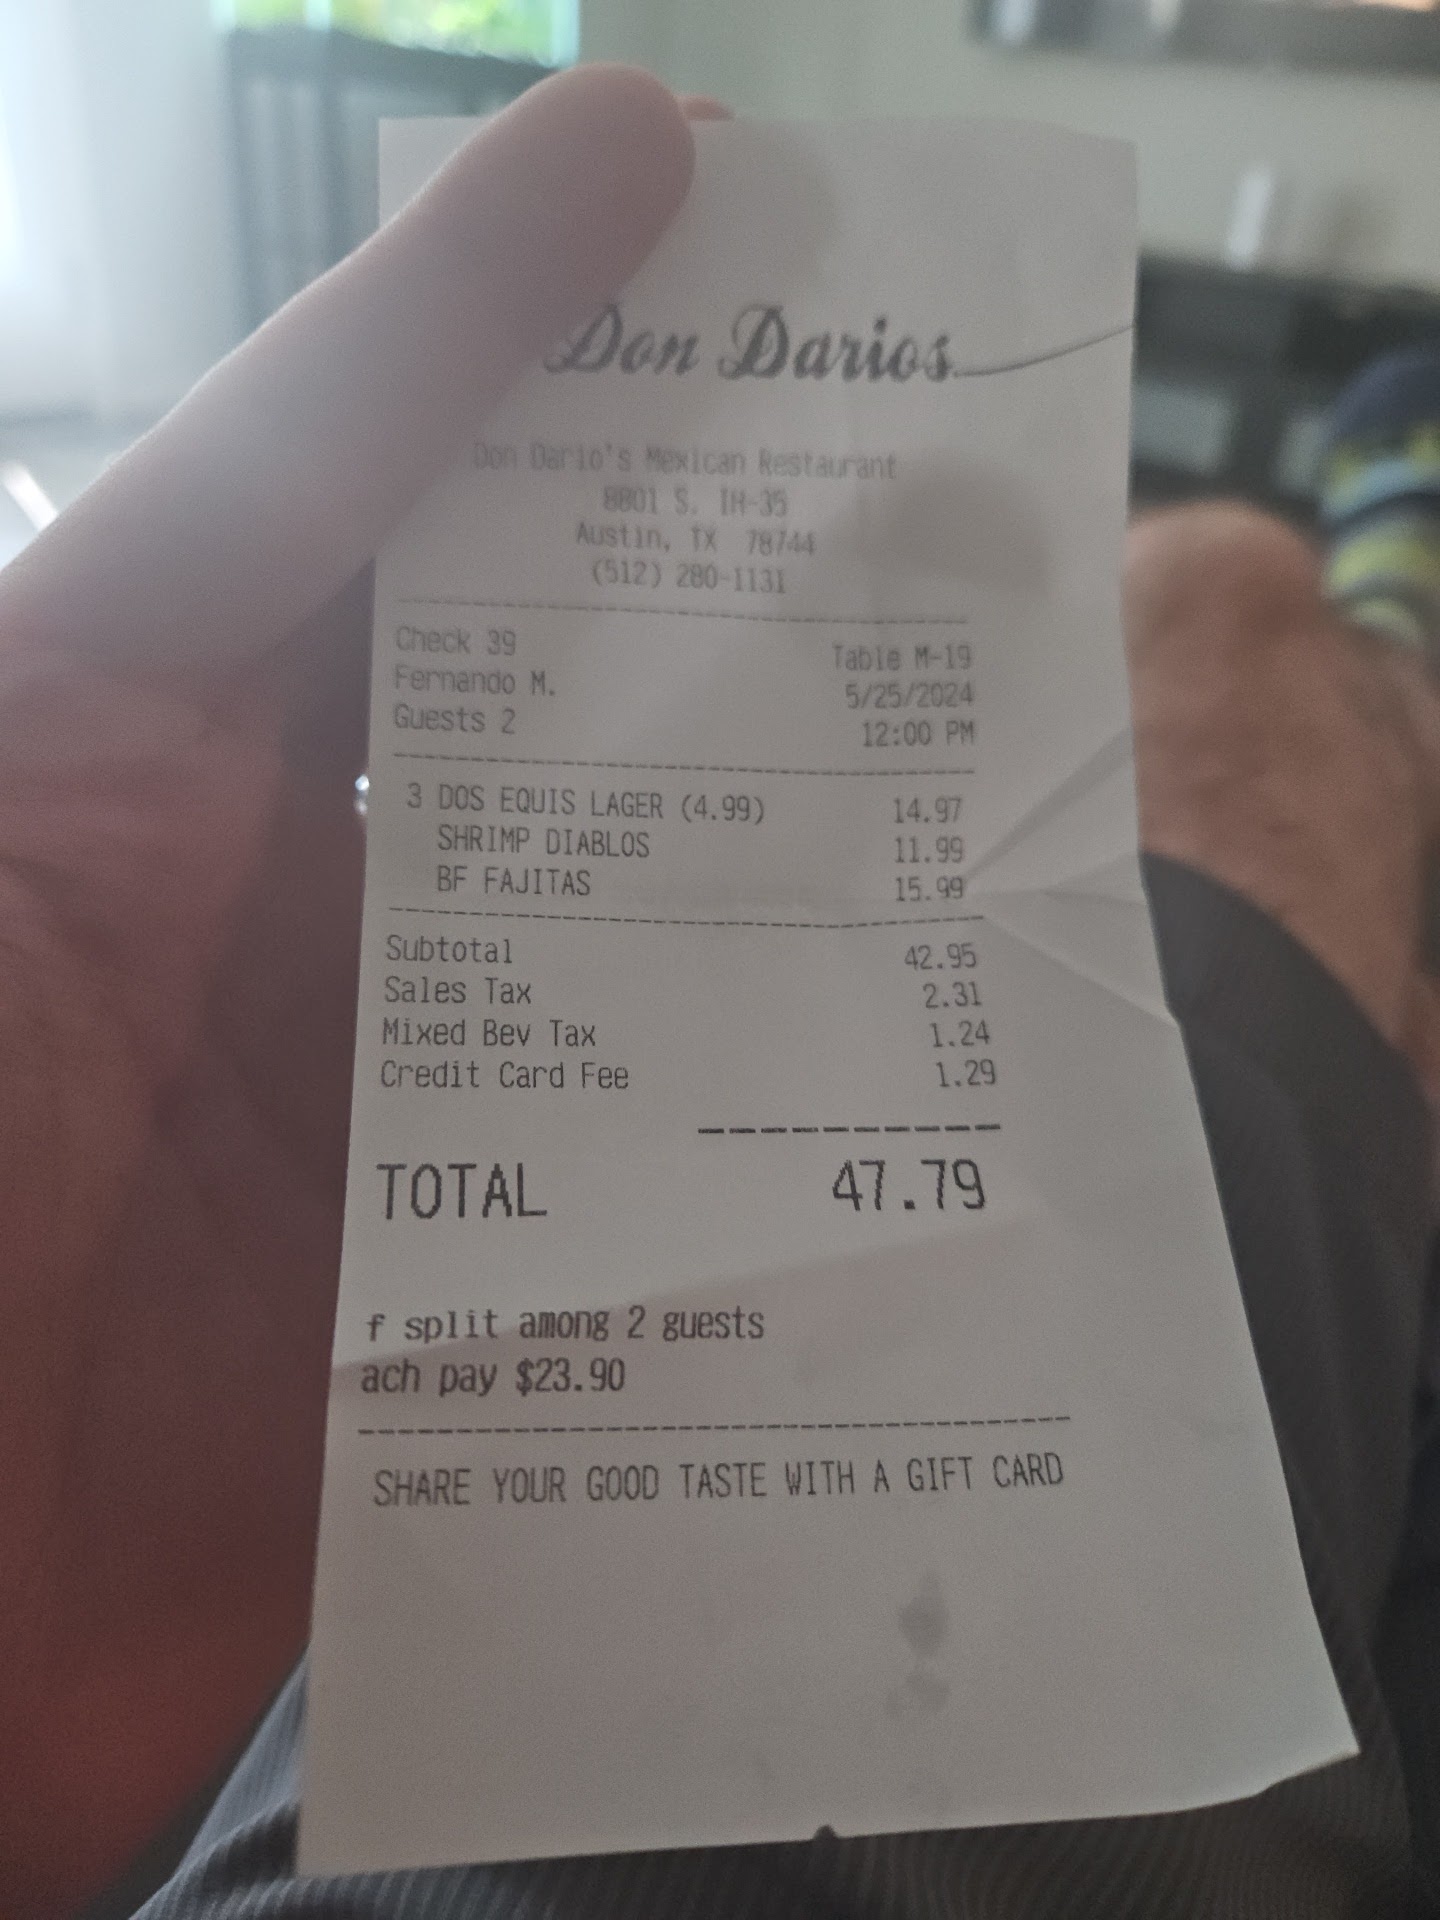 Don Darios
Don Dario's Mexican Restaurant
8801 S. IH-35
Austin, TX 78744
(512) 280-1131
Check 39 Table M-19
Fernando M. 5/25/2024
Guests 2 12:00 PM
3 DOS EQUIS LAGER (4.99) 14.97
SHRIMP DIABLOS 11.99
BF FAJITAS 15.99
Subtotal 42.95
Sales Tax 2.31
Mixed Bev Tax 1.24
Credit Card Fee 1.29
TOTAL 47.79
f split among 2 guests
ach pay $23.90
SHARE YOUR GOOD TASTE WITH A GIFT CARD